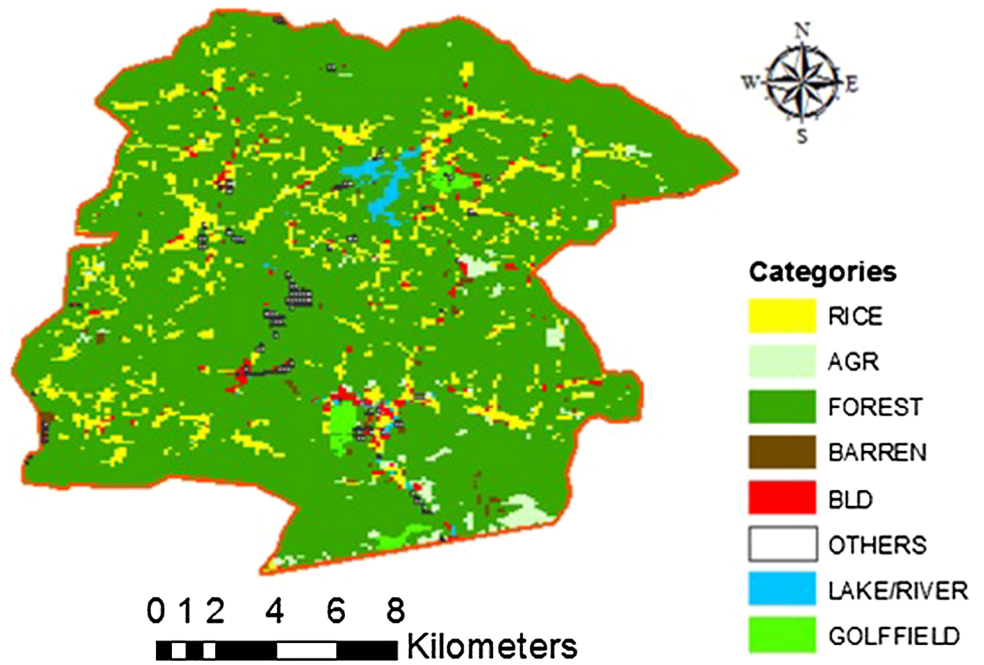 N
W E
S
Categories
RICE
AGR
FOREST
BARREN
BLD
OTHERS
LAKE/RIVER
GOLFFIELD
0 1 2 4 6 8
Kilometers